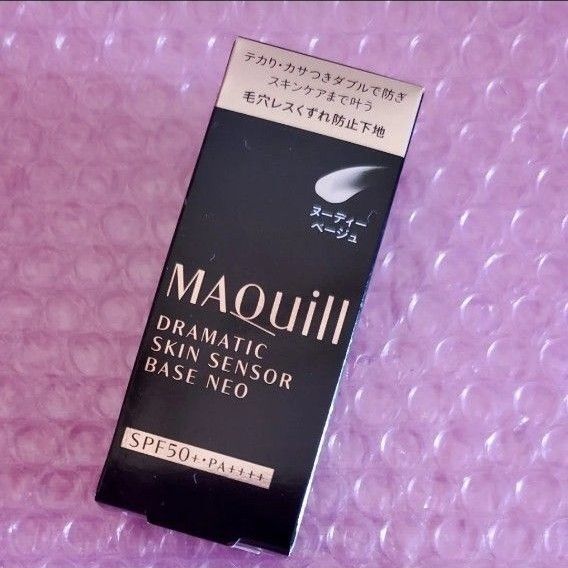 テカリ・カサつきダブルで防ぎ
スキンケアまで叶う
毛穴レスくずれ防止下地
ヌーディー
ベージュ
MAQuill
DRAMATIC
SKIN SENSOR
BASE NEO
SPF50+・PA++++